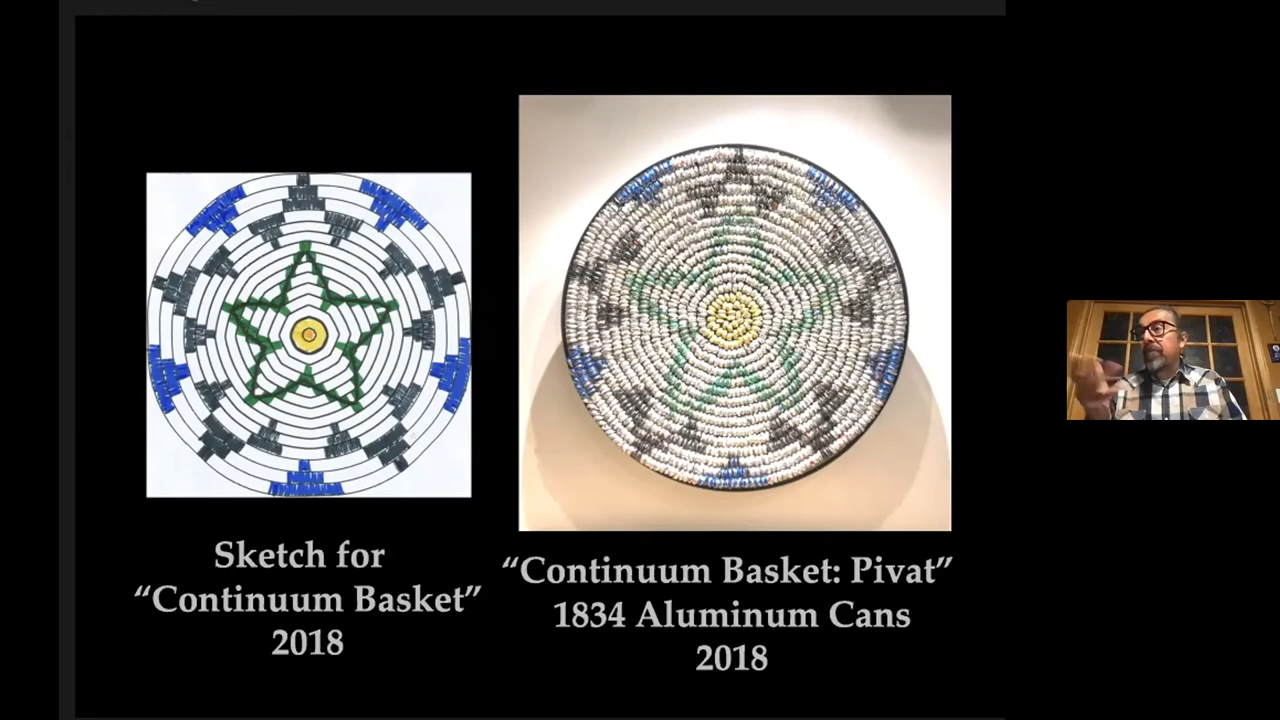 Sketch for
“Continuum Basket”
2018
“Continuum Basket: Pivat”
1834 Aluminum Cans
2018